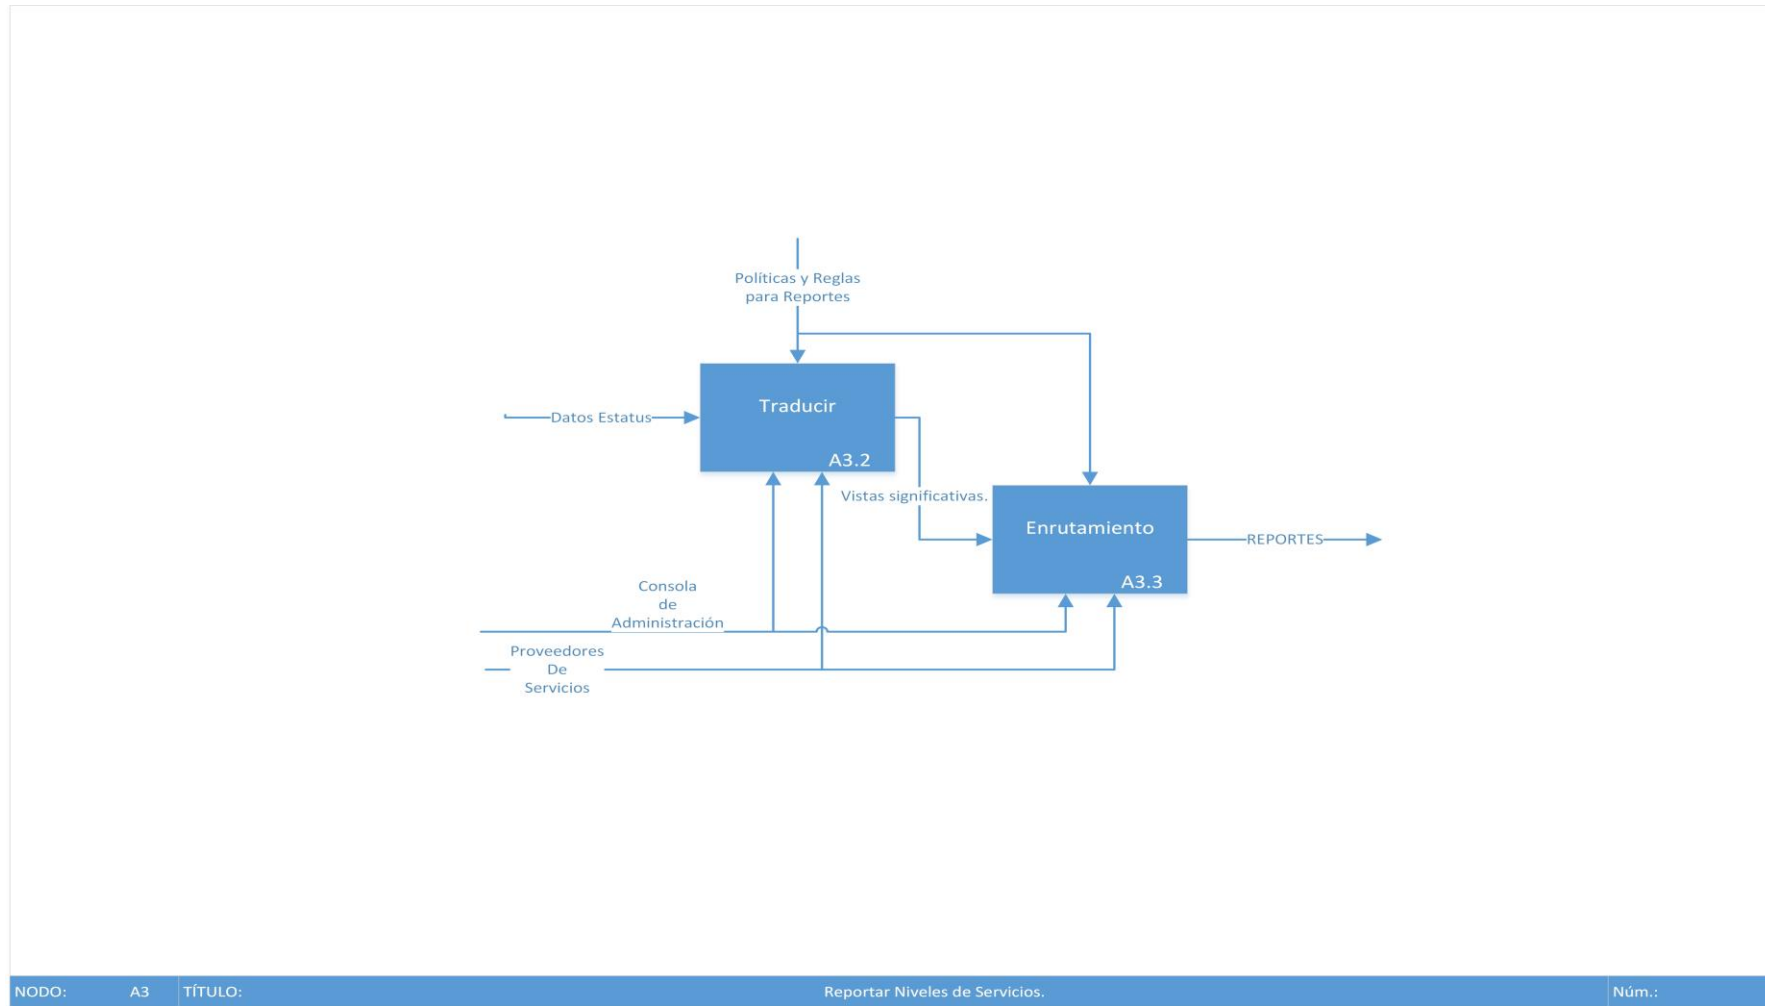 Políticas y Reglas
para Reportes
Traducir
Datos Estatus
A3.2
Vistas significativas.
Enrutamiento
REPORTES
A3.3
Consola
de
Administración
Proveedores
De
Servicios
NODO: A3 TÍTULO: Reportar Niveles de Servicios. Núm.: